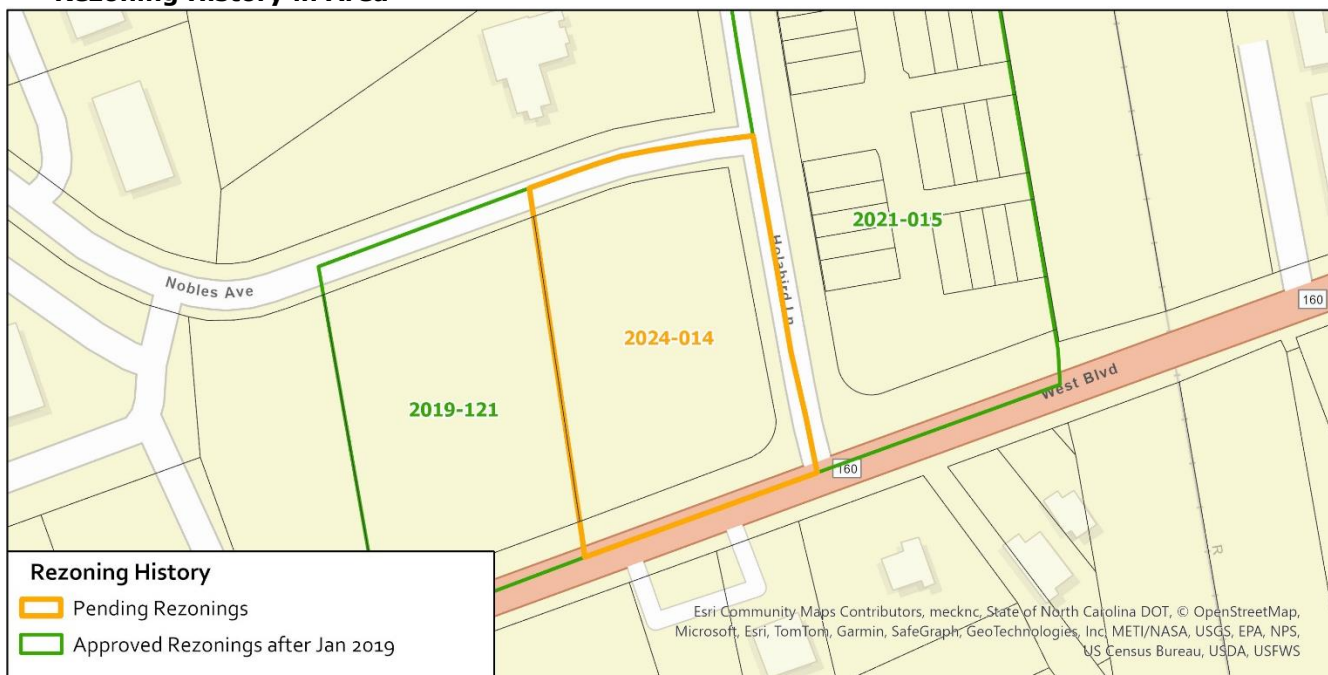 Rezoning History in Area
2021-015
Nobles Ave
Holabird Ln
160
2024-014
West Blvd
2019-121
160
R
Rezoning History
Pending Rezonings
Approved Rezonings after Jan 2019
Esri Community Maps Contributors, mecknc, State of North Carolina DOT, © OpenStreetMap,
Microsoft, Esri, TomTom, Garmin, SafeGraph, GeoTechnologies, Inc, METI/NASA, USGS, EPA, NPS,
US Census Bureau, USDA, USFWS